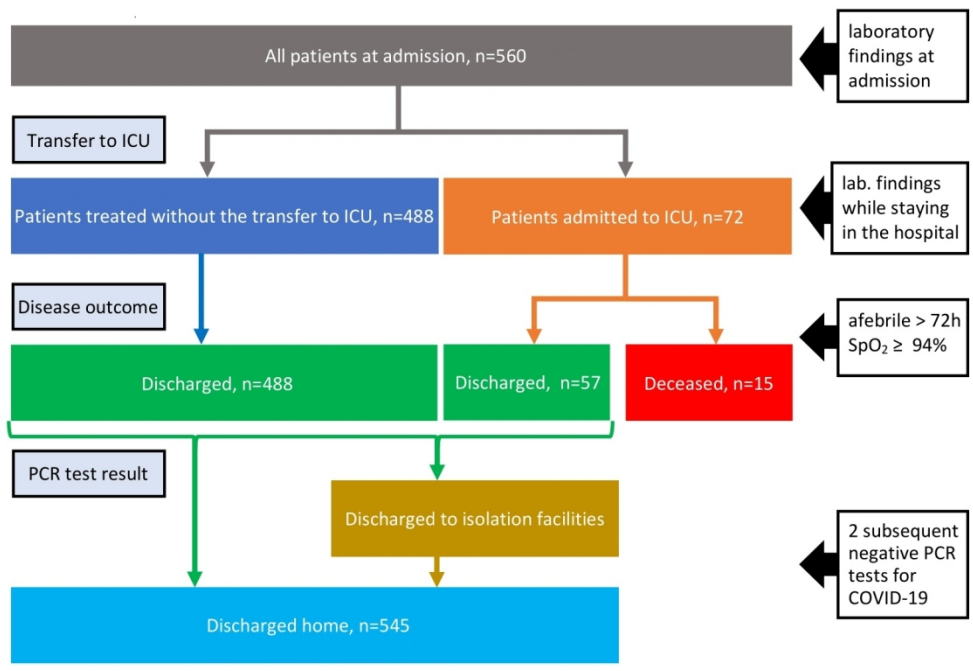 All patients at admission, n=560
laboratory
findings at
admission
Transfer to ICU
Patients treated without the transfer to ICU, n=488
Patients admitted to ICU, n=72
lab. findings
while staying
in the hospital
Disease outcome
afebrile > 72h
SpO₂ ≥ 94%
Discharged, n=488
Discharged, n=57
Deceased, n=15
PCR test result
Discharged to isolation facilities
2 subsequent
negative PCR
tests for
COVID-19
Discharged home, n=545